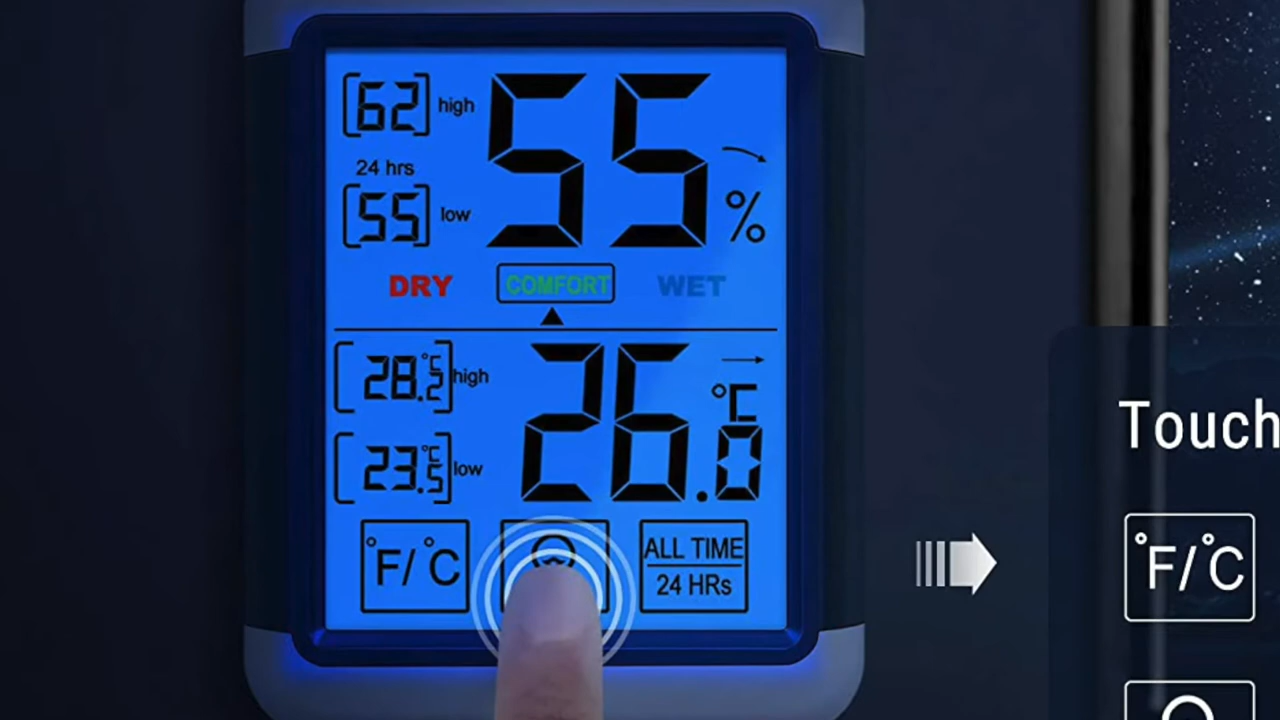 62 high
55 %
24 hrs
55 low
DRY COMFORT WET
28.2 °C high
26.0 °C
23.5 °C low
°F/°C
ALL TIME
24 HRs
Touch
°F/°C